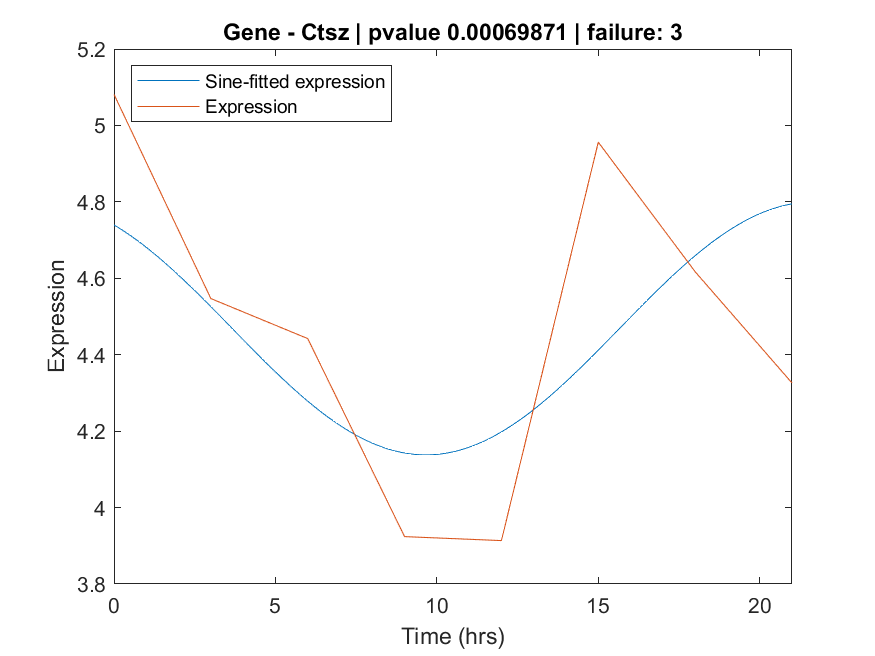 Gene - Ctsz | pvalue 0.00069871 | failure: 3
5.2
5
4.8
4.6
4.4
4.2
4
3.8
Expression
Sine-fitted expression
Expression
0
5
10
15
20
Time (hrs)